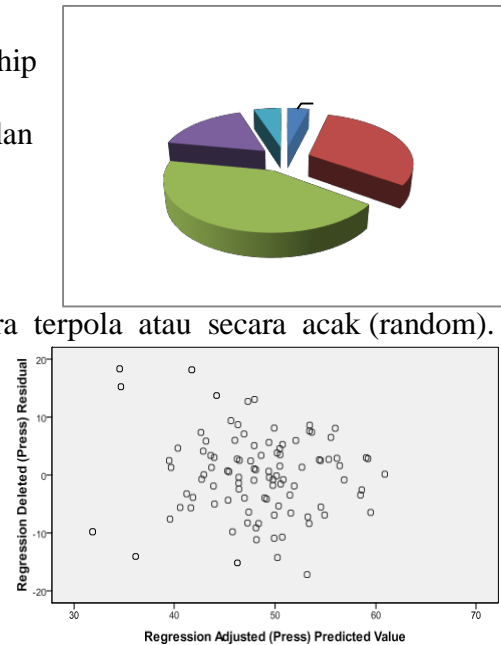 hip
lan
ra terpola atau secara acak (random).
20
10
0
-10
-20
Regression Deleted (Press) Residual
30 40 50 60 70
Regression Adjusted (Press) Predicted Value